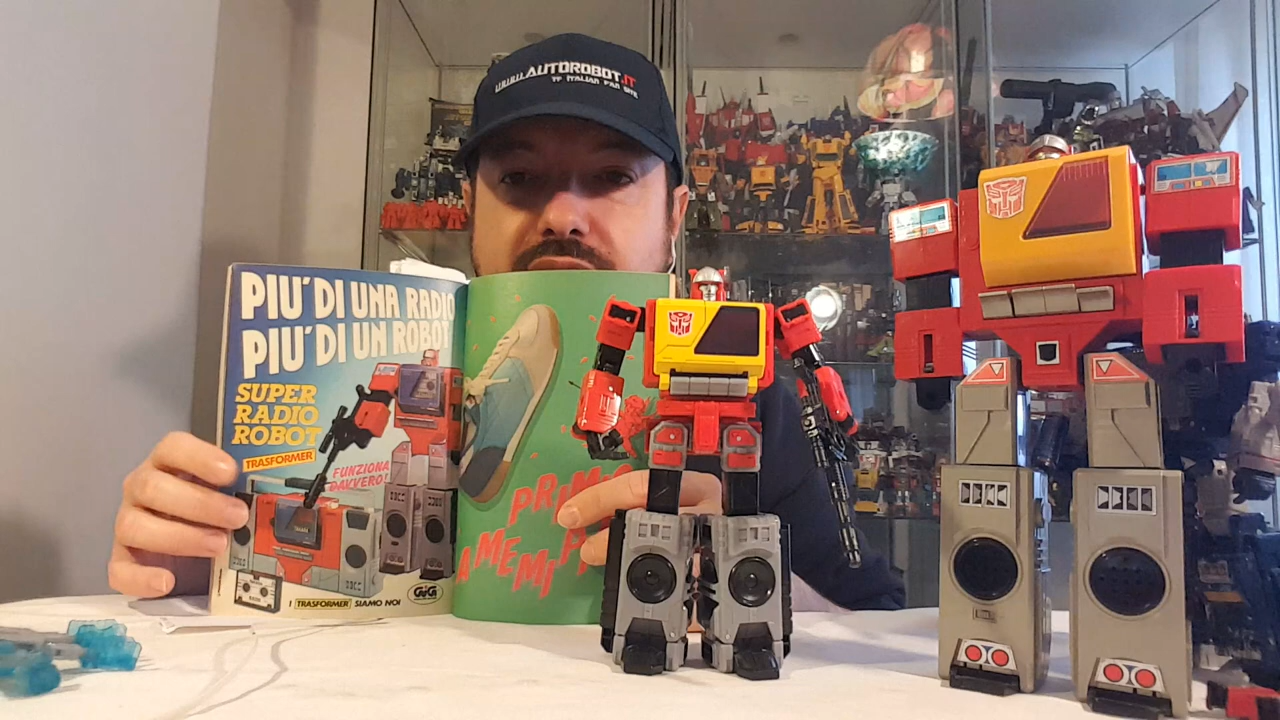 www.AUTOROBOT.IT
TF ITALIAN FAN SITE
PIU' DI UNA RADIO
PIU' DI UN ROBOT
SUPER
RADIO
ROBOT
TRASFORMER
FUNZIONA
DAVVERO!
I TRASFORMER SIAMO NOI
GiG